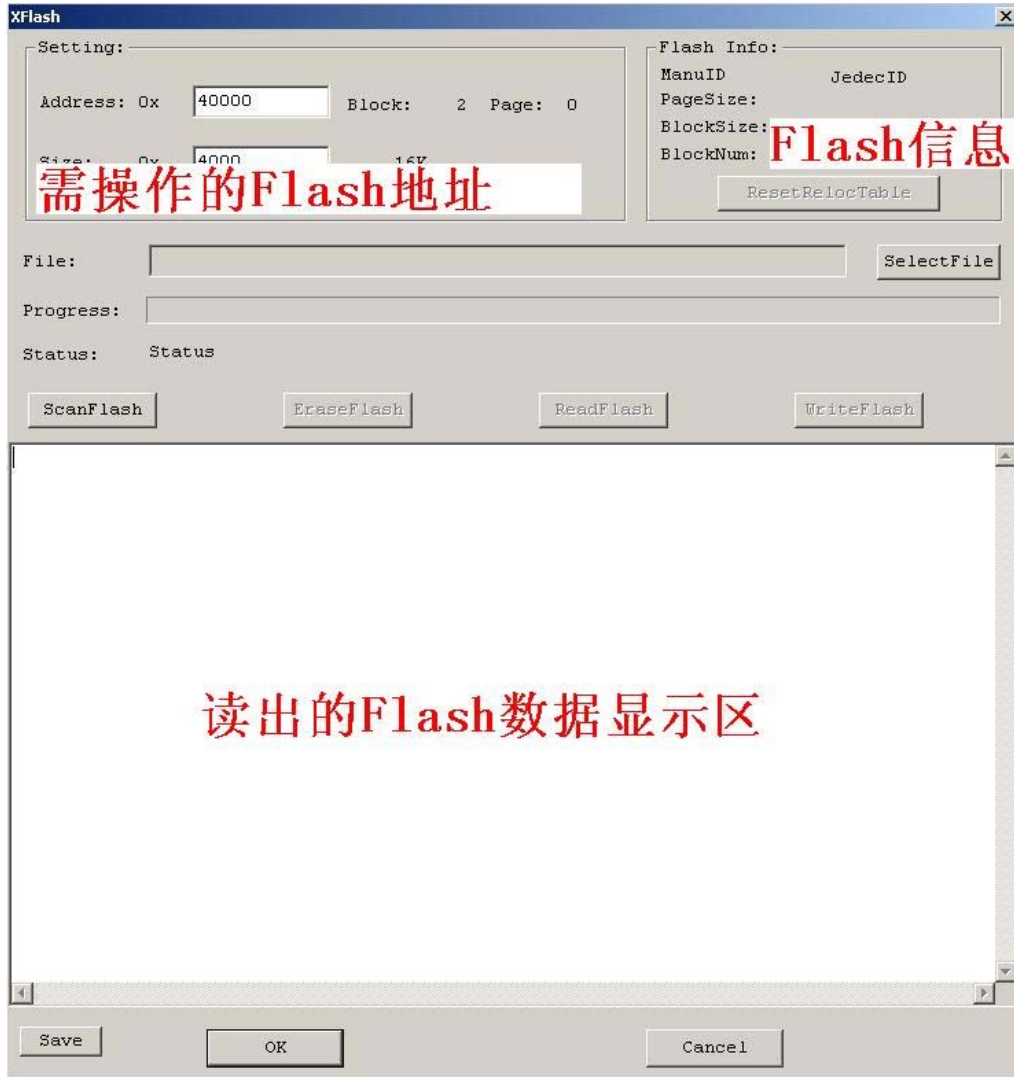 XFlash
Setting:
Address: 0x 40000 Block: 2 Page: 0
Size: 0x 4000 16K
需操作的Flash地址
Flash Info:
ManuID JedecID
PageSize:
BlockSize:
BlockNum:
Flash信息
ResetRelocTable
File: SelectFile
Progress:
Status: Status
ScanFlash EraseFlash ReadFlash WriteFlash
读出的Flash数据显示区
Save OK Cancel